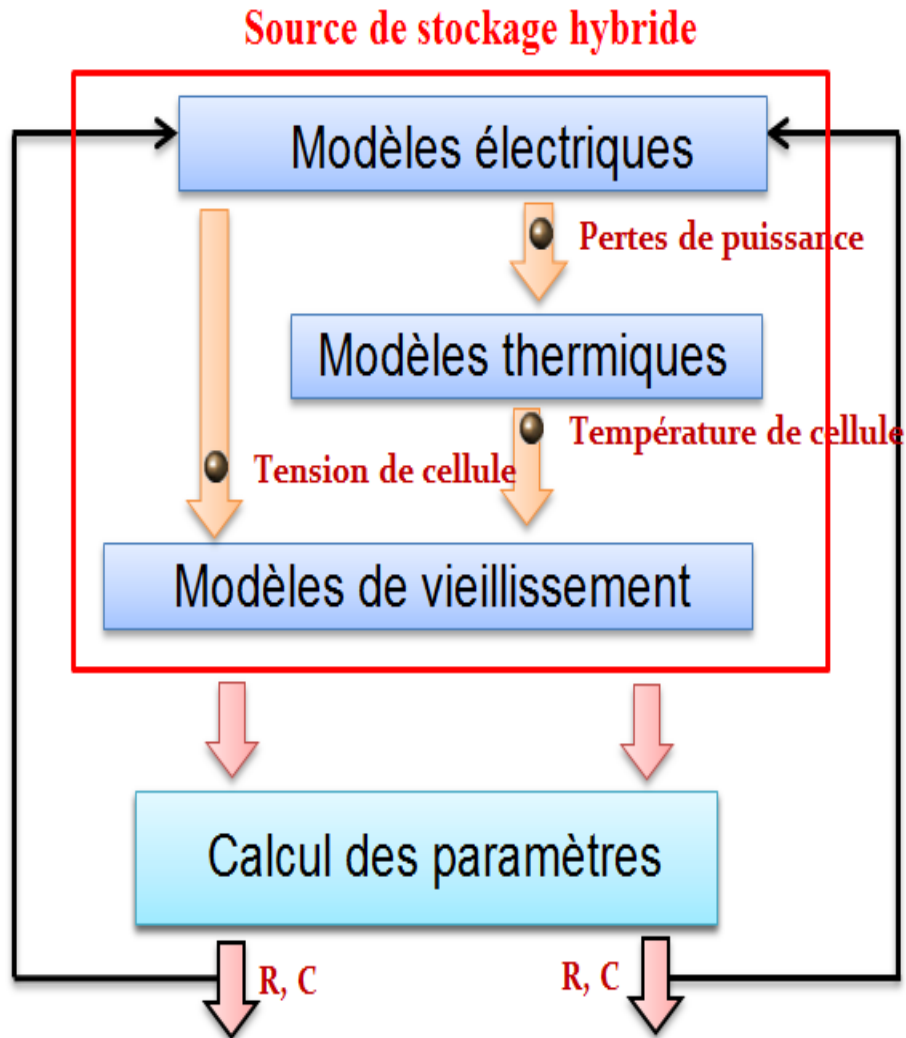 Source de stockage hybride
Modèles électriques
Pertes de puissance
Modèles thermiques
Température de cellule
Tension de cellule
Modèles de vieillissement
Calcul des paramètres
R, C
R, C